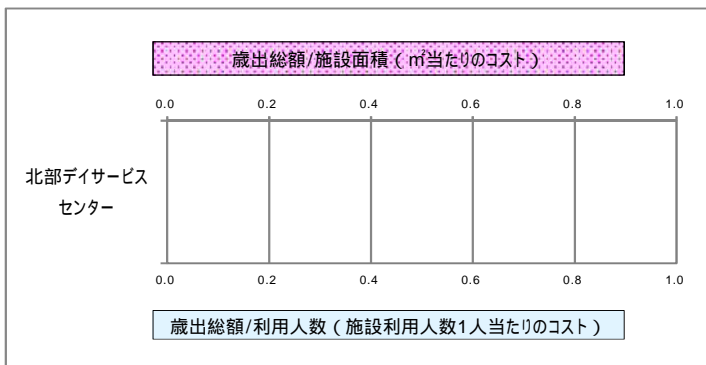 歳出総額/施設面積（㎡当たりのコスト）
0.0 0.2 0.4 0.6 0.8 1.0
北部デイサービス
センター
0.0 0.2 0.4 0.6 0.8 1.0
歳出総額/利用人数（施設利用人数1人当たりのコスト）